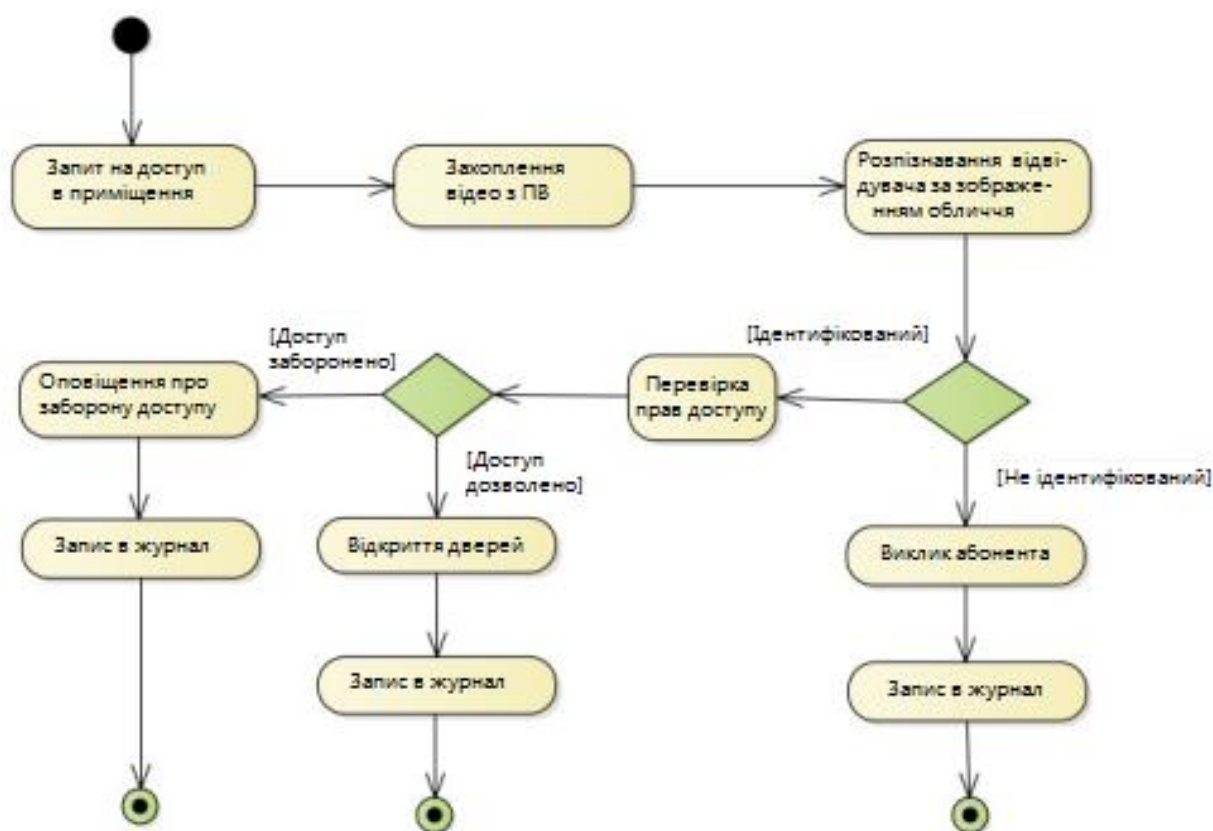 Запит на доступ
в приміщення
Захоплення
відео з ПВ
Розпізнавання відві-
дувача за зображе-
нням обличчя
[Доступ
заборонено]
[Ідентифікований]
Оповіщення про
заборону доступу
Перевірка
прав доступу
[Доступ
дозволено]
[Не ідентифікований]
Запис в журнал
Відкриття дверей
Виклик абонента
Запис в журнал
Запис в журнал